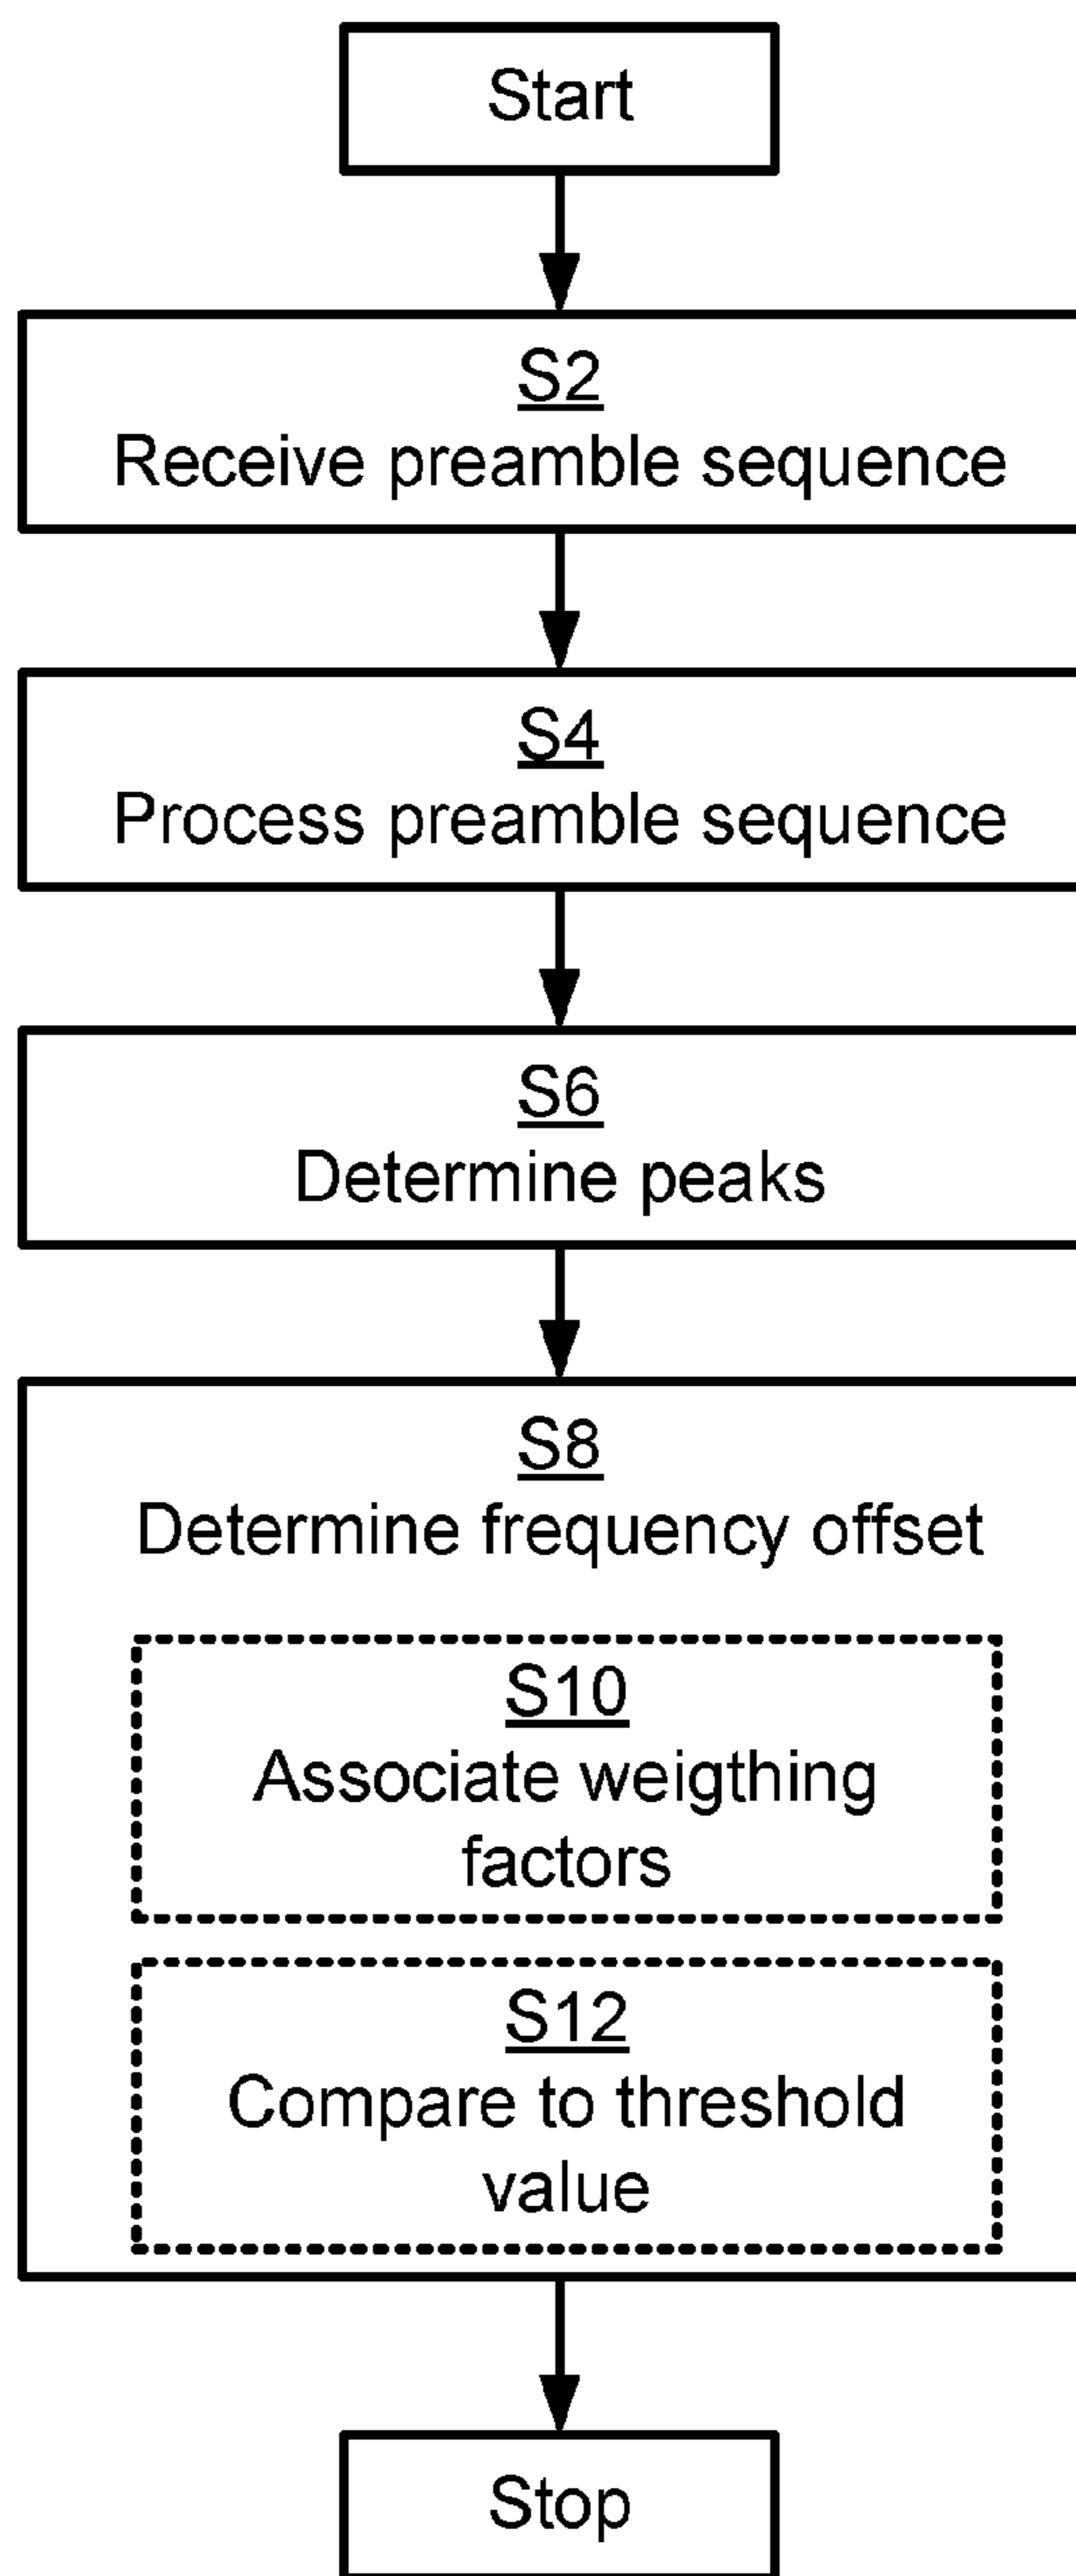 Start
S2
Receive preamble sequence
S4
Process preamble sequence
S6
Determine peaks
S8
Determine frequency offset
S10
Associate weigthing
factors
S12
Compare to threshold
value
Stop